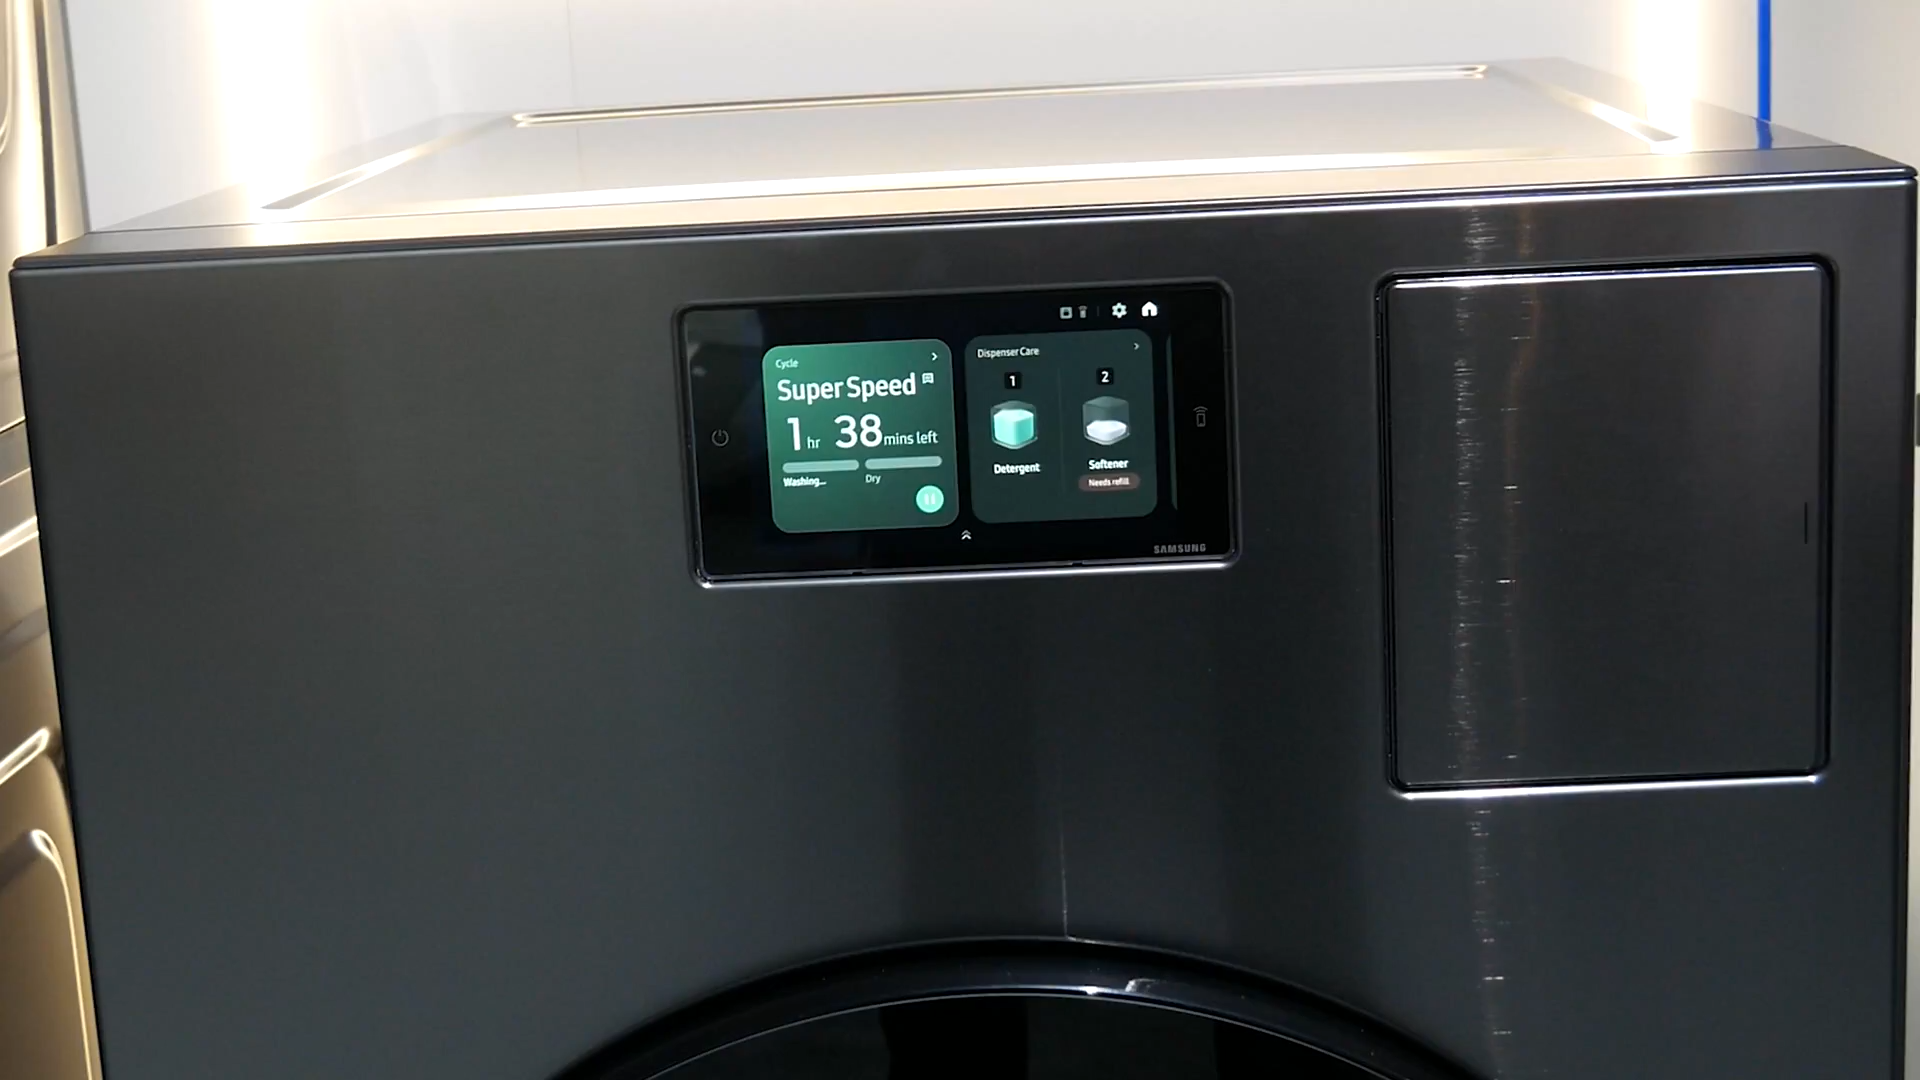 Cycle
Super Speed
1 hr 38 mins left
Washing...
Dry
Dispenser Care
1
2
Detergent
Softener
Needs refill
SAMSUNG